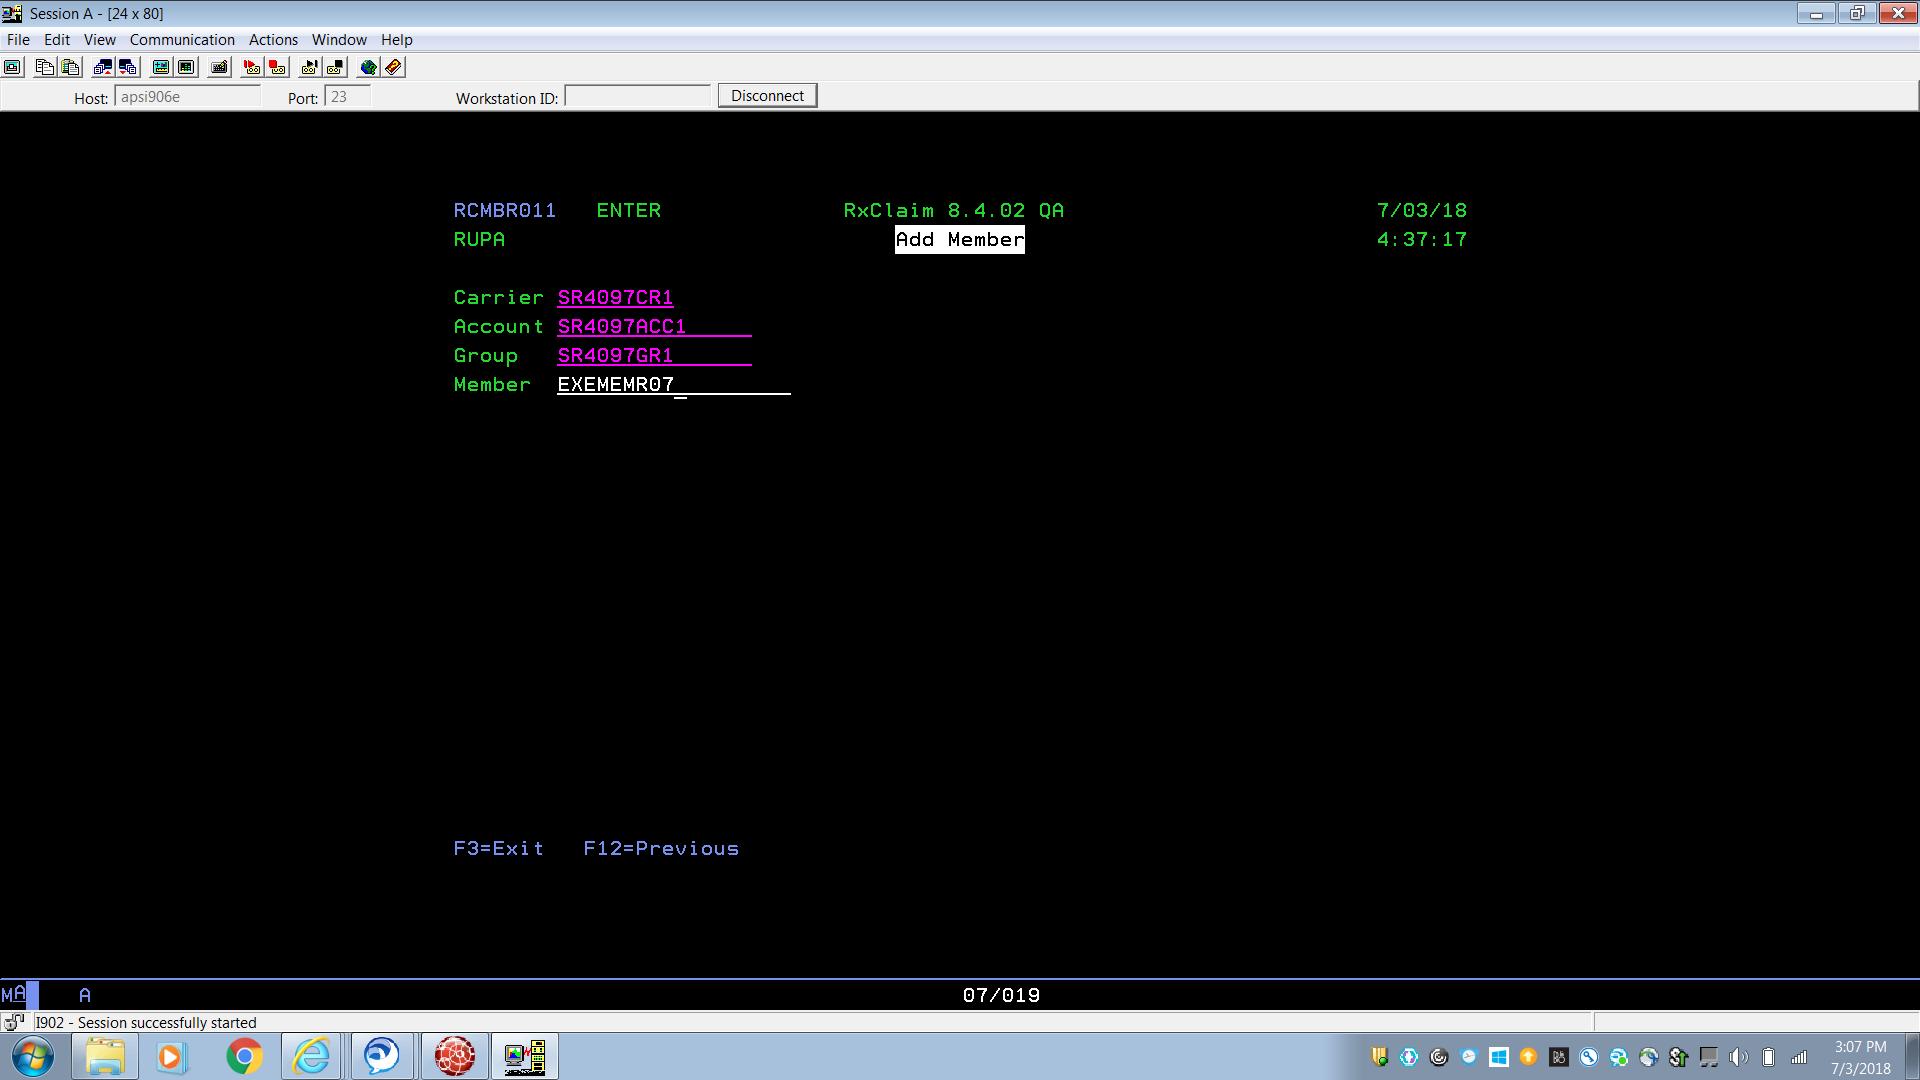 Session A - [24 x 80]
File Edit View Communication Actions Window Help
Host: apsi906e Port: 23 Workstation ID: Disconnect
RCMBR011 ENTER RxClaim 8.4.02 QA 7/03/18
RUPA Add Member 4:37:17
Carrier SR4097CR1
Account SR4097ACC1
Group SR4097GR1
Member EXEMEMR07_
F3=Exit F12=Previous
MA A 07/019
I902 - Session successfully started
3:07 PM
7/3/2018